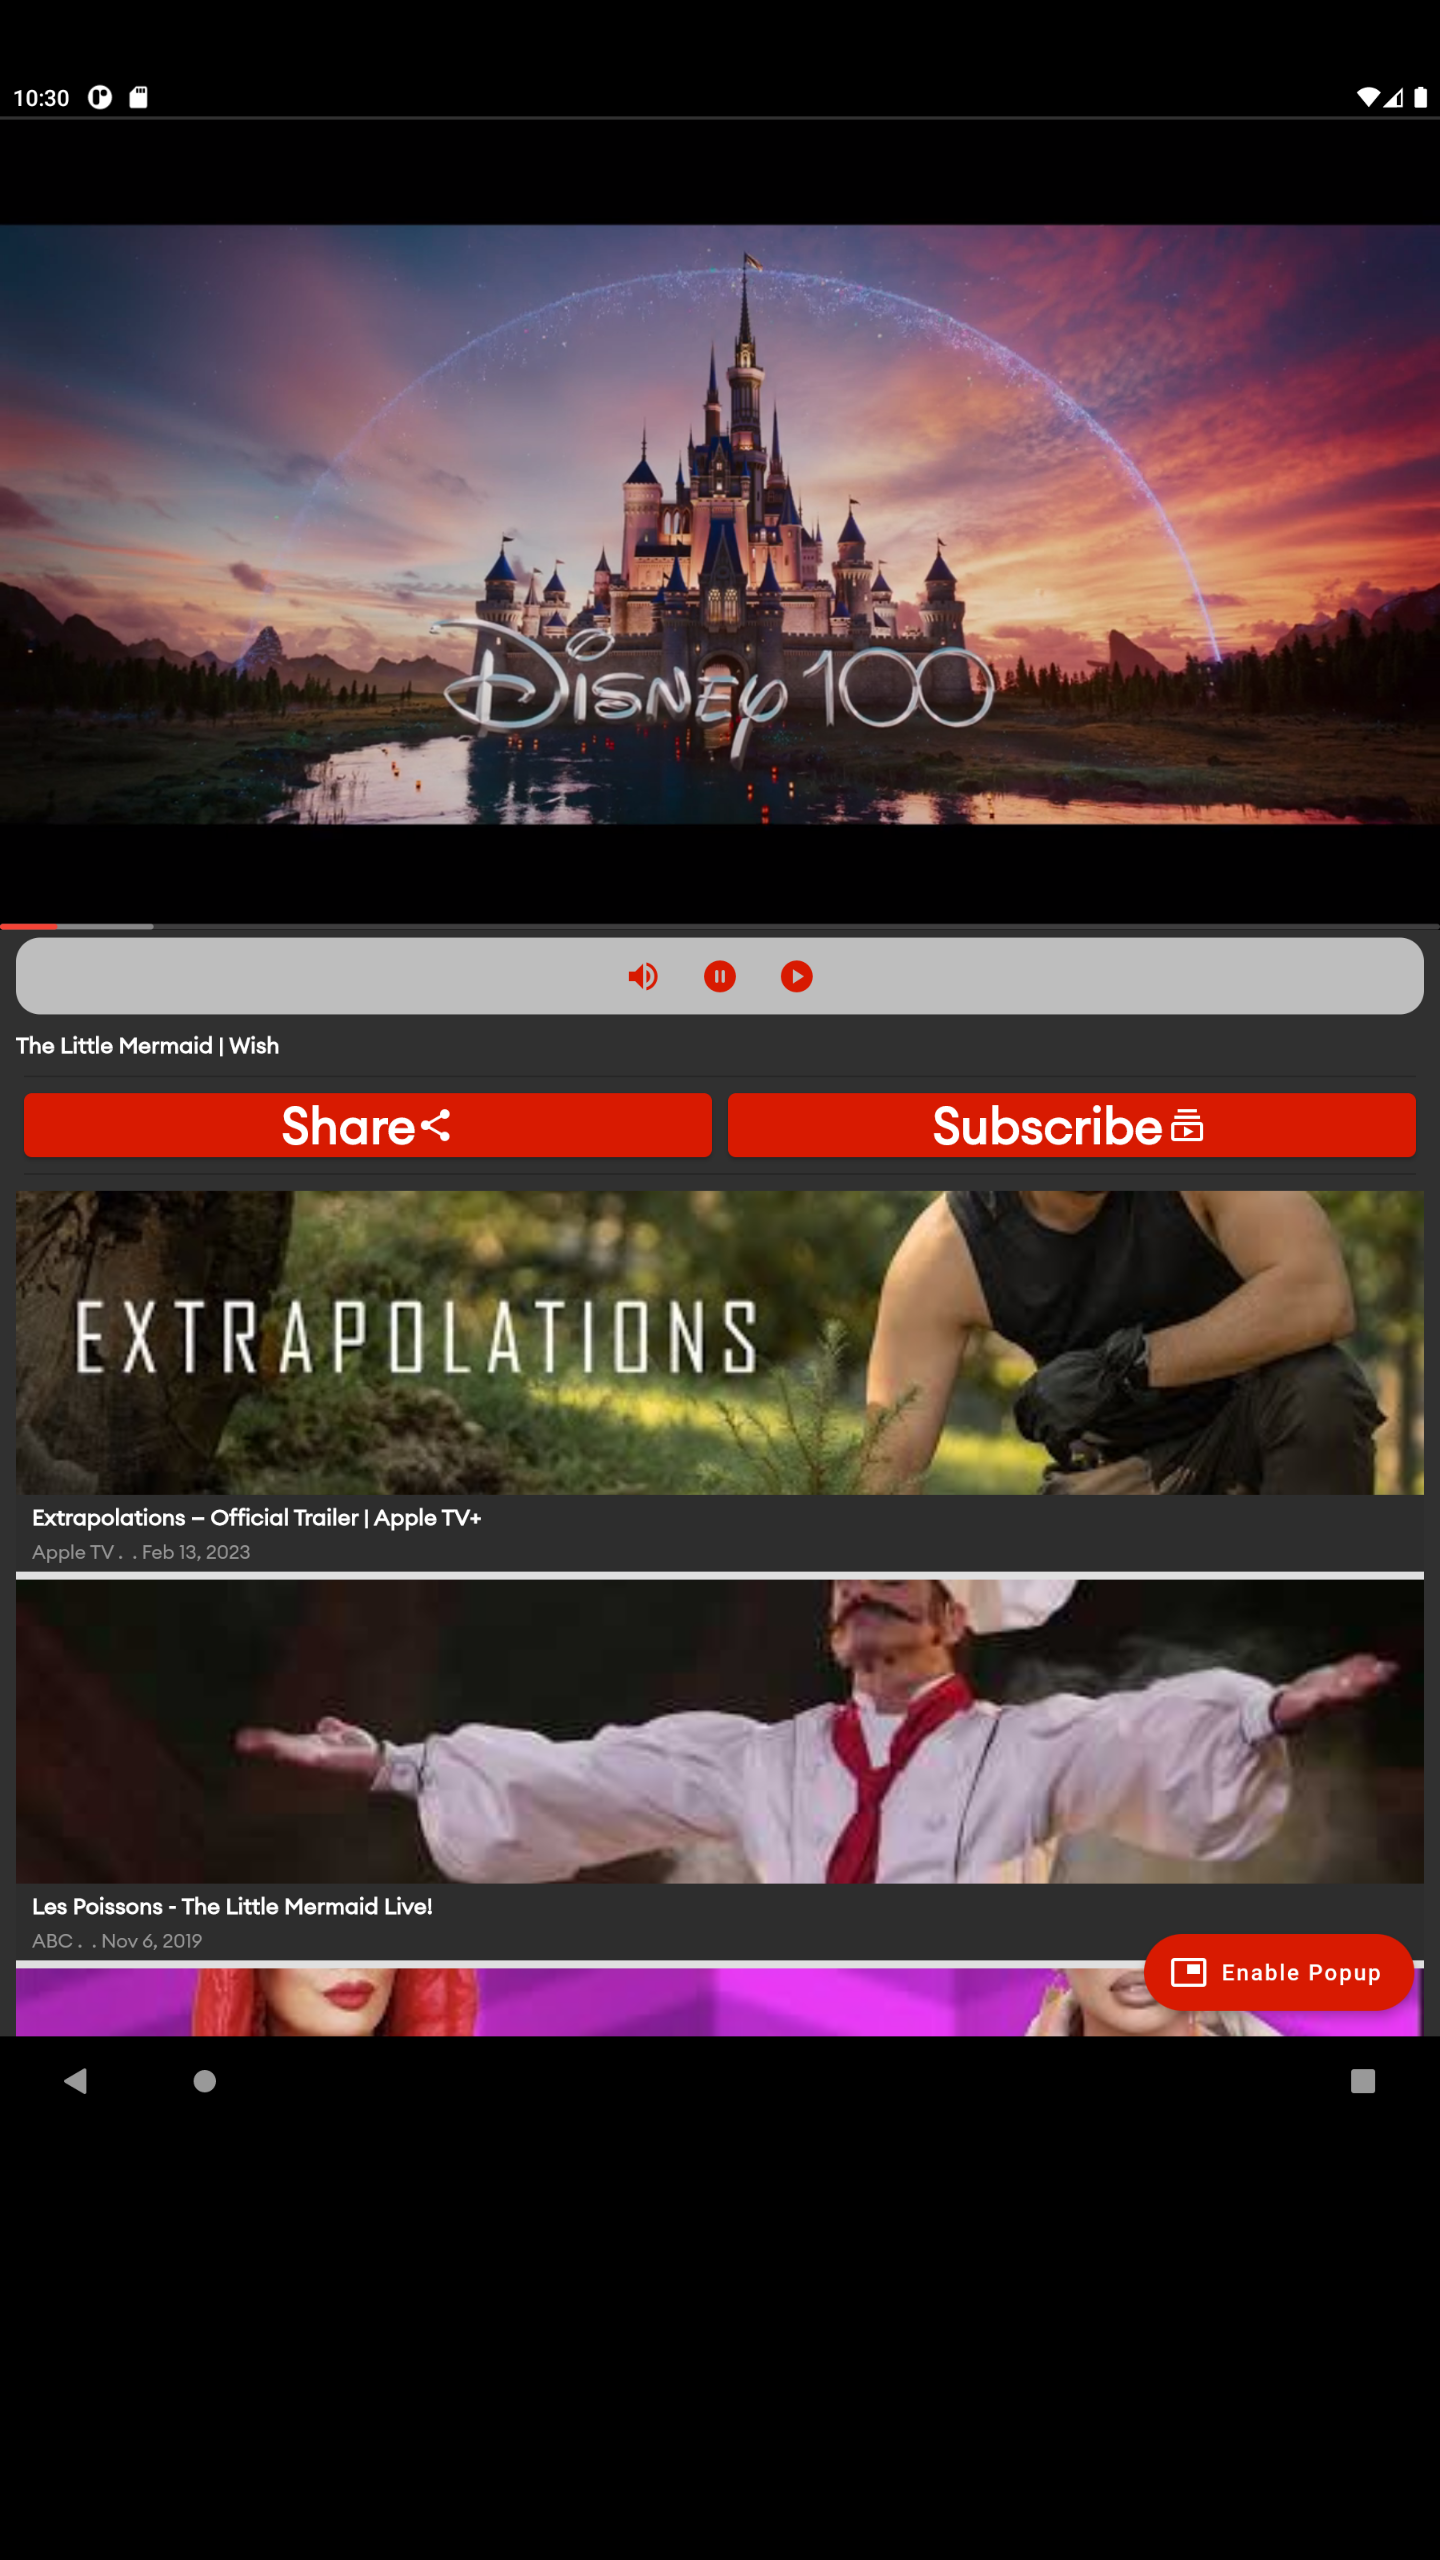 10:30
Disney 100
The Little Mermaid | Wish
Share
Subscribe
EXTRAPOLATIONS
Extrapolations – Official Trailer | Apple TV+
Apple TV . . Feb 13, 2023
Les Poissons - The Little Mermaid Live!
ABC . . Nov 6, 2019
Enable Popup